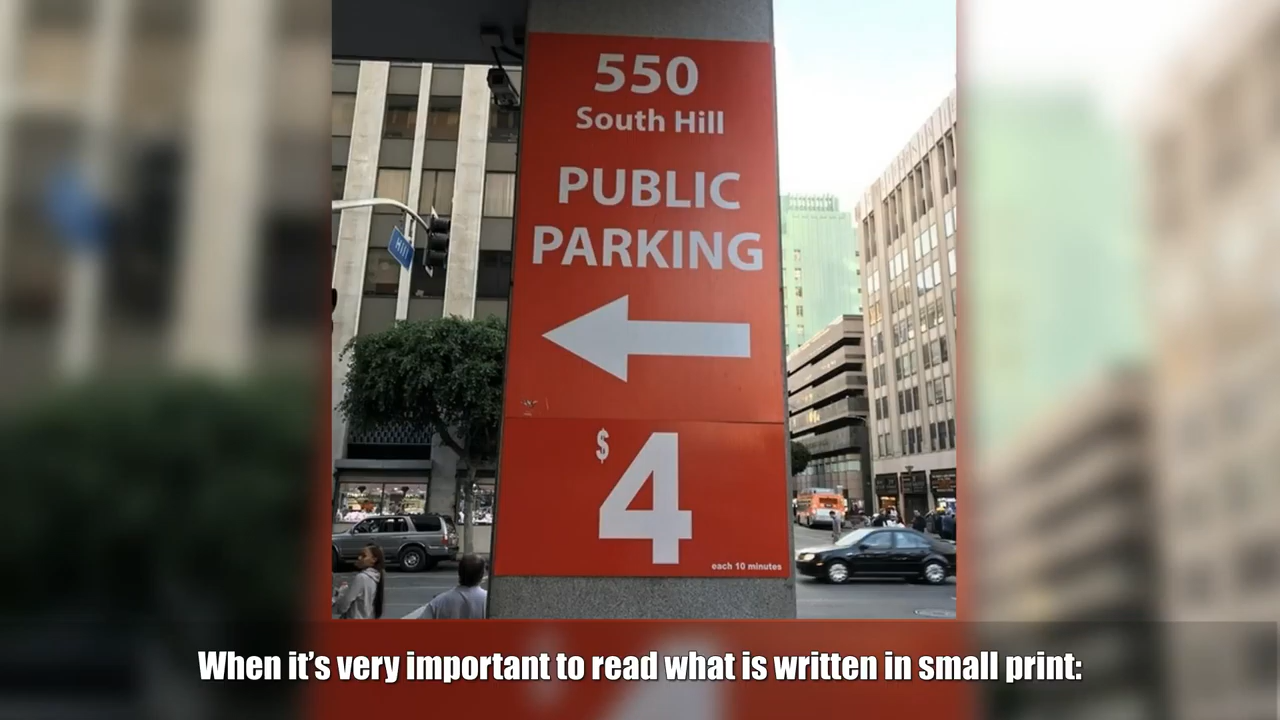 550
South Hill
PUBLIC
PARKING
HILL
$4
each 10 minutes
When it's very important to read what is written in small print: